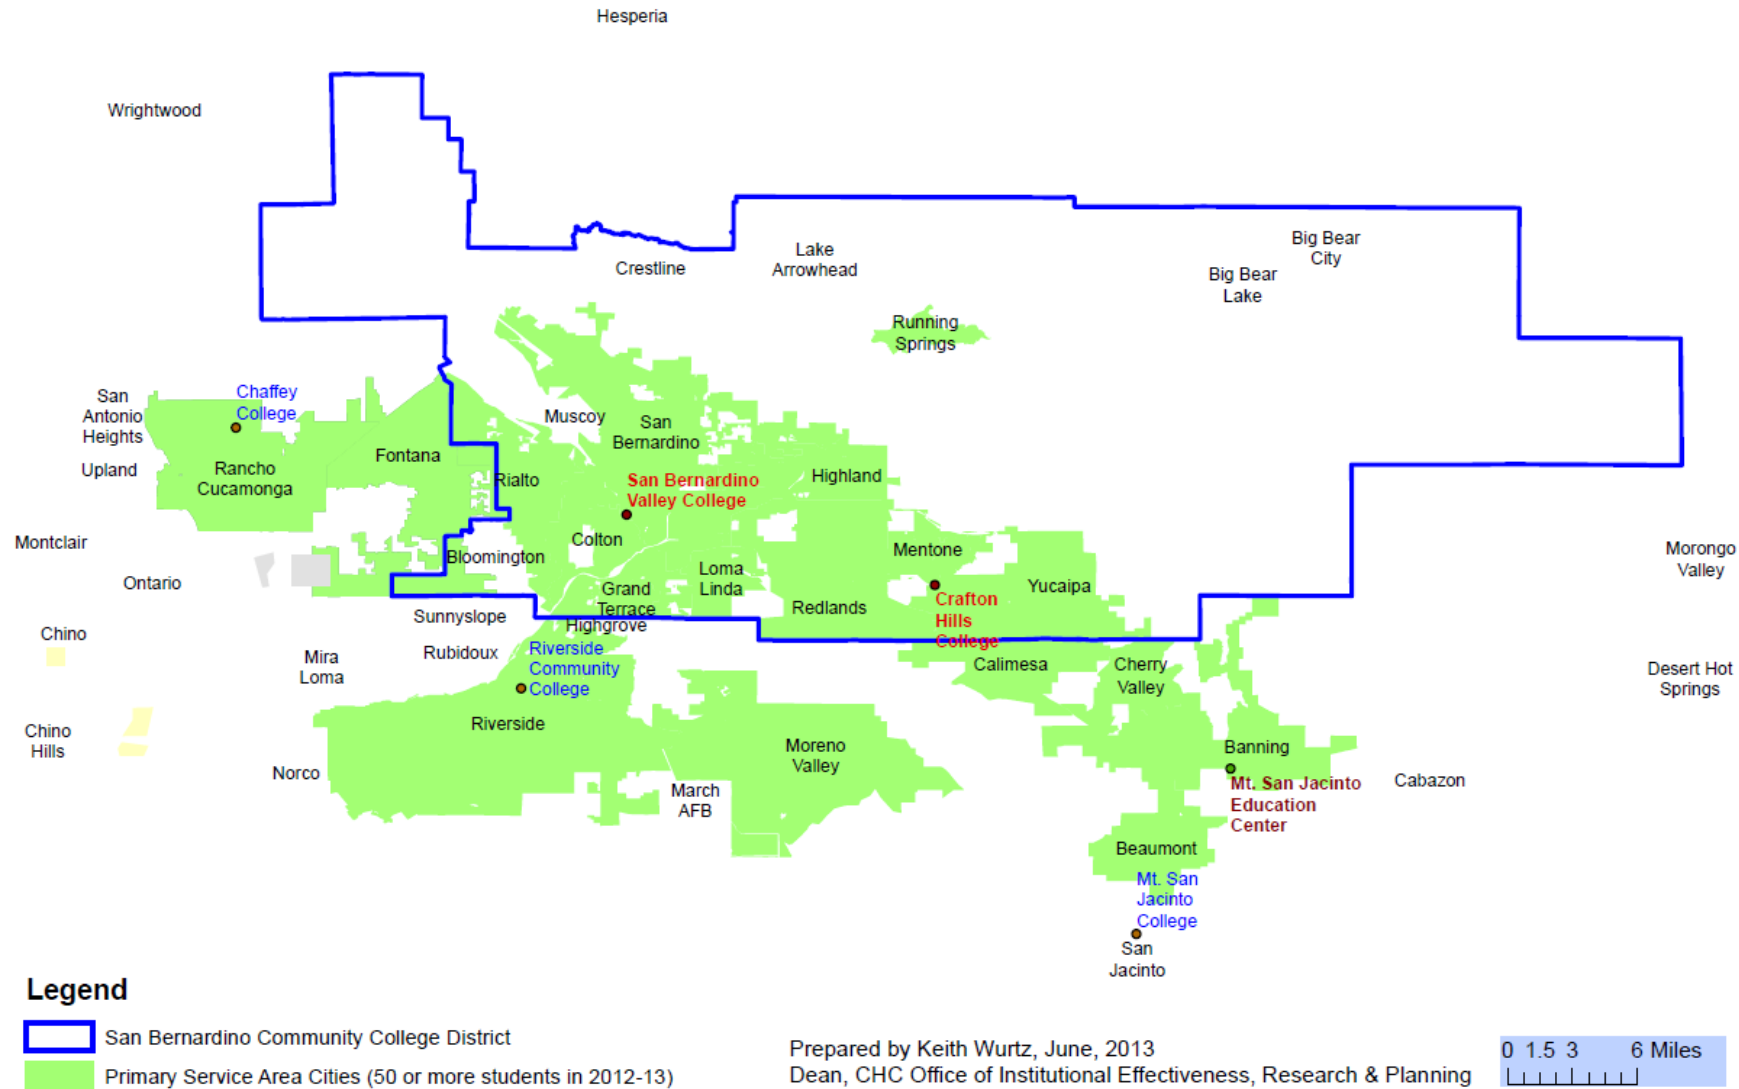 Hesperia
Wrightwood
Big Bear
City
Lake
Arrowhead
Crestline
Big Bear
Lake
Running
Springs
San
Antonio
Heights
Chaffey
College
Muscoy
San
Bernardino
Fontana
Upland
Rancho
Cucamonga
Rialto
San Bernardino
Valley College
Highland
Montclair
Colton
Bloomington
Mentone
Morongo
Valley
Ontario
Loma
Linda
Grand
Terrace
Yucaipa
Redlands
Crafton
Hills
College
Sunnyslope
Highgrove
Chino
Rubidoux
Riverside
Community
College
Mira
Loma
Calimesa
Cherry
Valley
Desert Hot
Springs
Riverside
Chino
Hills
Moreno
Valley
Banning
Norco
March
AFB
Cabazon
Mt. San Jacinto
Education
Center
Beaumont
Mt. San
Jacinto
College
San
Jacinto
Legend
San Bernardino Community College District
Primary Service Area Cities (50 or more students in 2012-13)
Prepared by Keith Wurtz, June, 2013
Dean, CHC Office of Institutional Effectiveness, Research & Planning
0 1.5 3 6 Miles